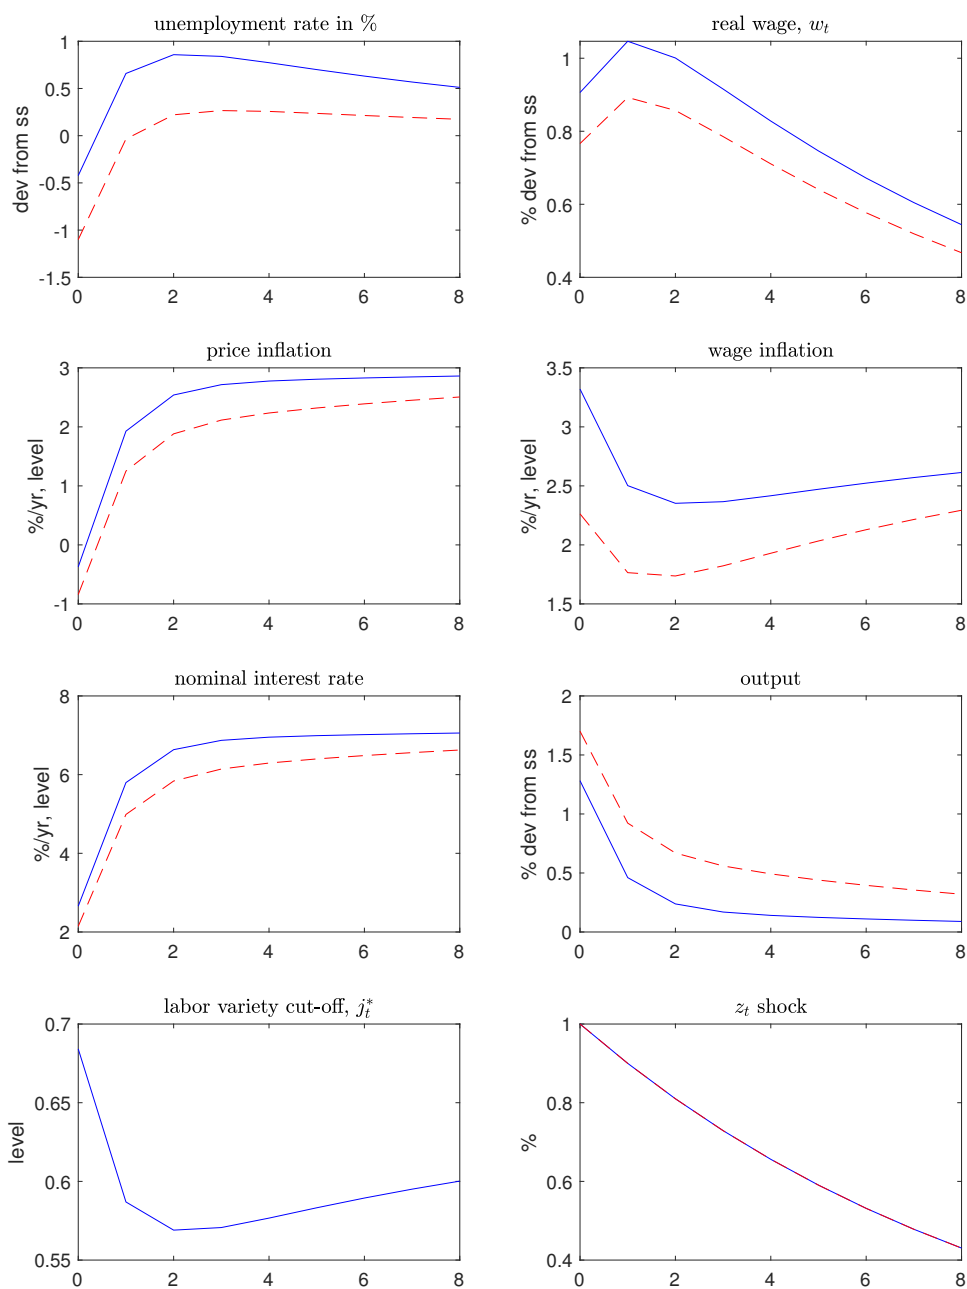 unemployment rate in %
dev from ss
1
0.5
0
-0.5
-1
-1.5
0 2 4 6 8
real wage, w_t
% dev from ss
1
0.8
0.6
0.4
0 2 4 6 8
price inflation
%/yr, level
3
2
1
0
-1
0 2 4 6 8
wage inflation
%/yr, level
3.5
3
2.5
2
1.5
0 2 4 6 8
nominal interest rate
%/yr, level
8
6
4
2
0 2 4 6 8
output
% dev from ss
2
1.5
1
0.5
0
0 2 4 6 8
labor variety cut-off, j_t^*
level
0.7
0.65
0.6
0.55
0 2 4 6 8
z_t shock
%
1
0.8
0.6
0.4
0 2 4 6 8